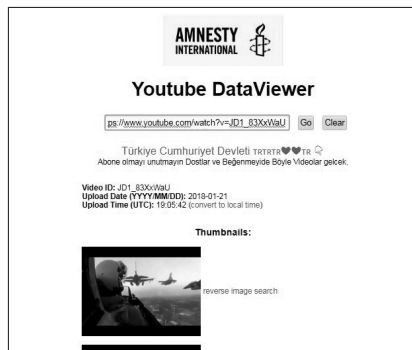 AMNESTY
INTERNATIONAL
Youtube DataViewer
ps://www.youtube.com/watch?v=JD1_83XxWaU Go Clear
Türkiye Cumhuriyet Devleti TRTRTR♥♥TR
Abone olmayı unutmayın Dostlar ve Beğenmeyide Böyle Videolar gelcek.
Video ID: JD1_83XxWaU
Upload Date (YYYY/MM/DD): 2018-01-21
Upload Time (UTC): 19:05:42 (convert to local time)
Thumbnails:
reverse image search